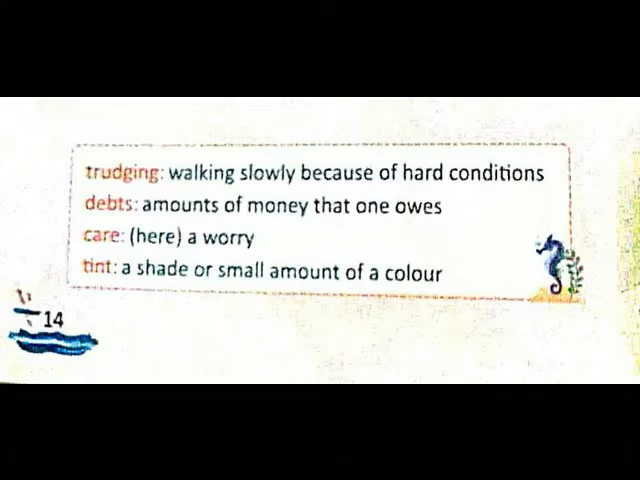 trudging: walking slowly because of hard conditions
debts: amounts of money that one owes
care: (here) a worry
tint: a shade or small amount of a colour
14